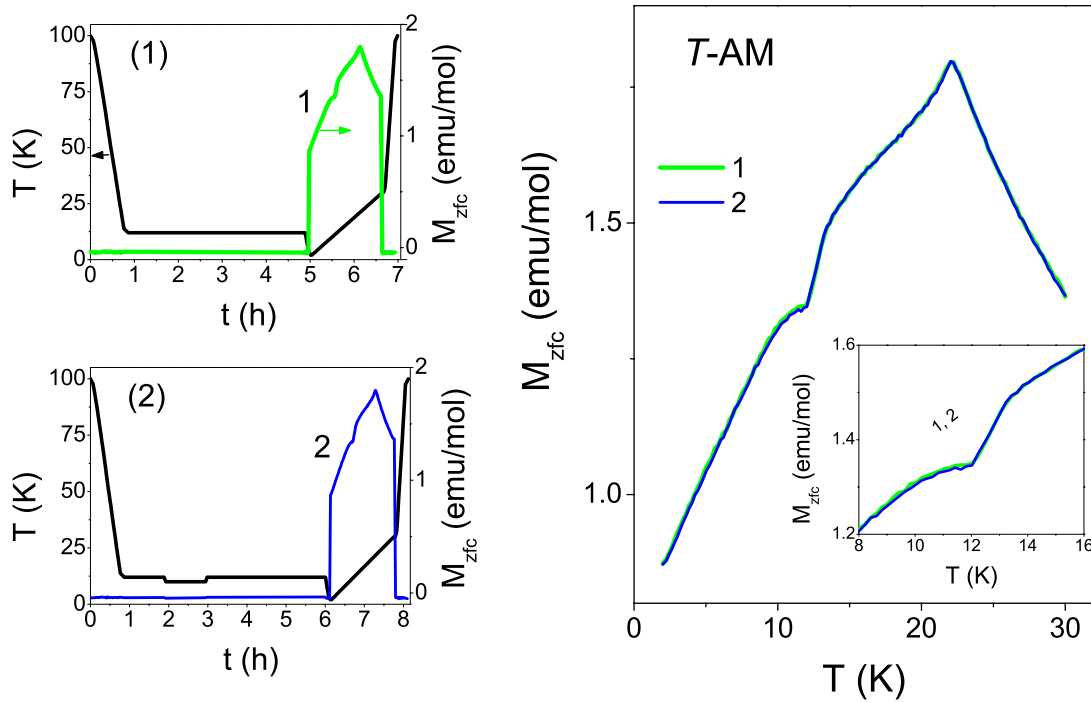 (1)
100
75
50
25
0
T (K)
2
1
0
M_zfc (emu/mol)
1
0 1 2 3 4 5 6 7
t (h)
(2)
100
75
50
25
0
T (K)
2
1
0
M_zfc (emu/mol)
2
0 1 2 3 4 5 6 7 8
t (h)
T-AM
1
2
1.5
1.0
M_zfc (emu/mol)
0 10 20 30
T (K)
1.6
1.4
1.2
M_zfc (emu/mol)
1, 2
8 10 12 14 16
T (K)